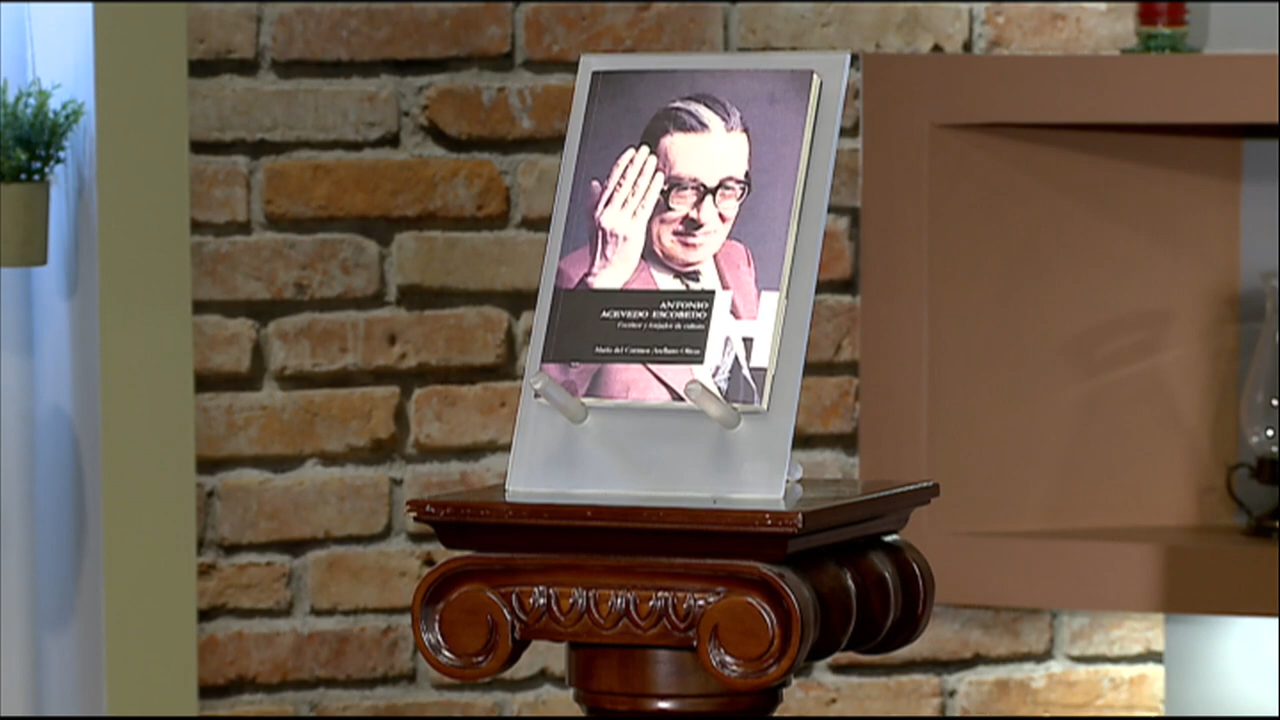 ANTONIO
ACEVEDO ESCOBEDO
Escritor y forjador de cultura
María del Carmen Arellano Olivas
H